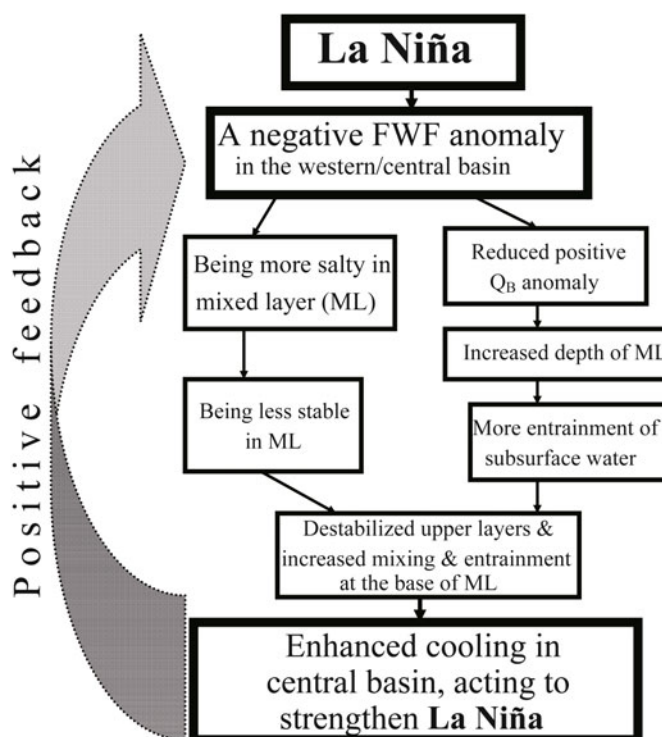 La Niña
A negative FWF anomaly
in the western/central basin
Being more salty in
mixed layer (ML)
Reduced positive
Q_B anomaly
Increased depth of ML
Being less stable
in ML
More entrainment of
subsurface water
Destabilized upper layers &
increased mixing & entrainment
at the base of ML
Enhanced cooling in
central basin, acting to
strengthen La Niña
Positive feedback